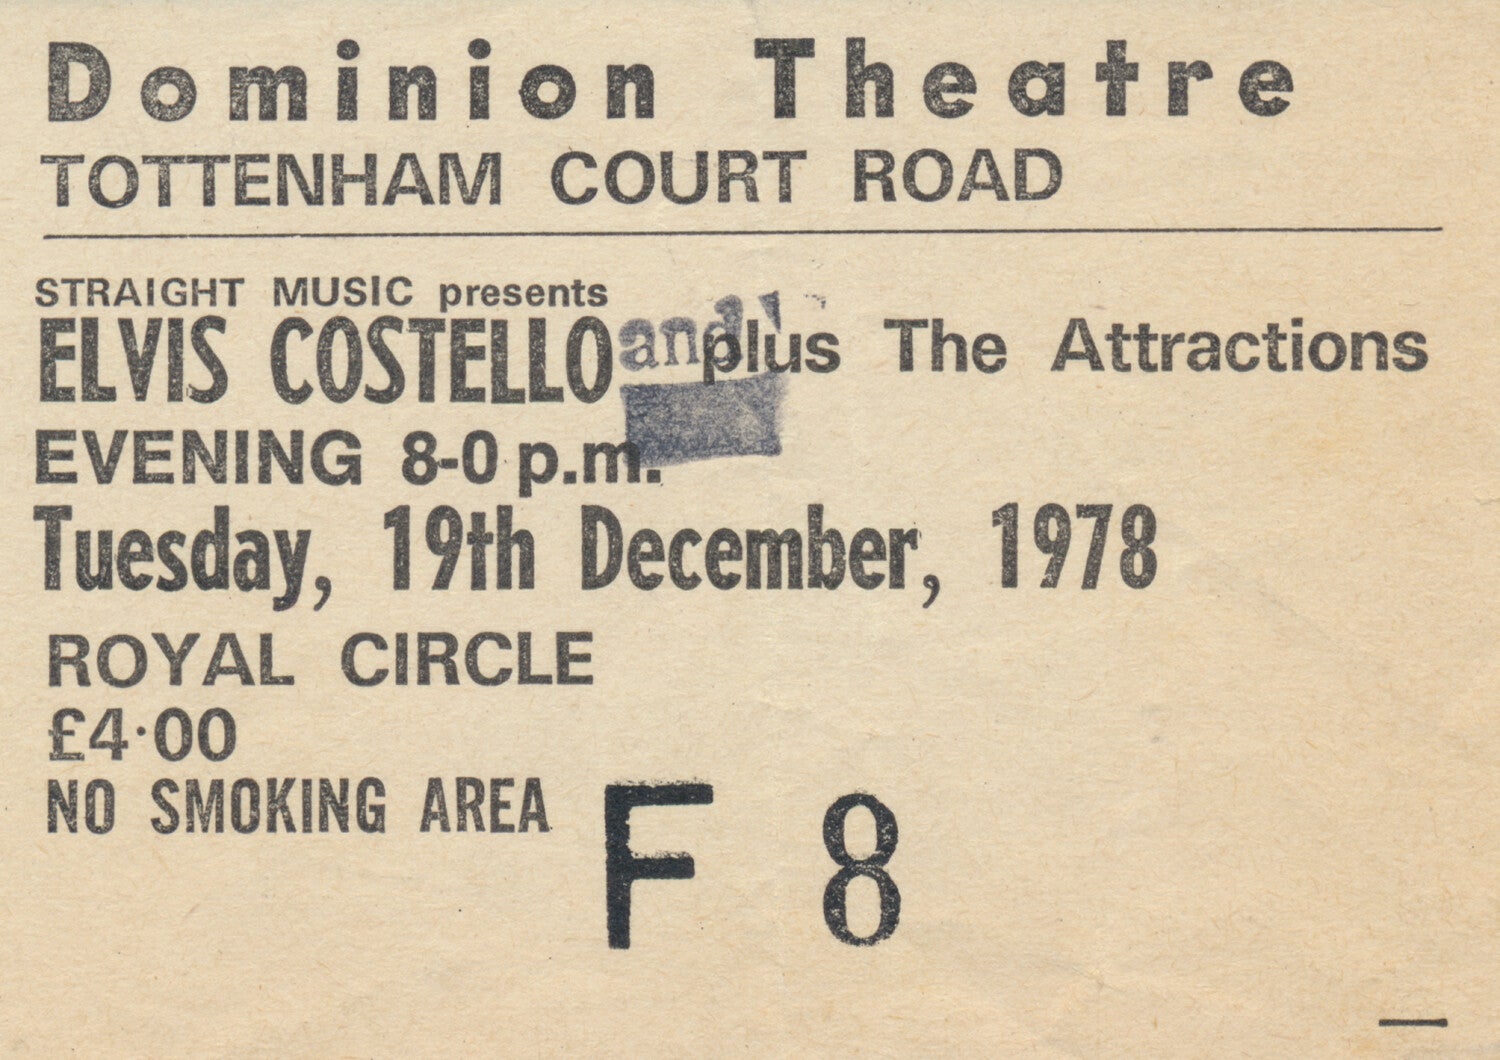 Dominion Theatre
TOTTENHAM COURT ROAD
STRAIGHT MUSIC presents
ELVIS COSTELLO and plus The Attractions
EVENING 8-0 p.m.
Tuesday, 19th December, 1978
ROYAL CIRCLE
£4·00
NO SMOKING AREA
F 8